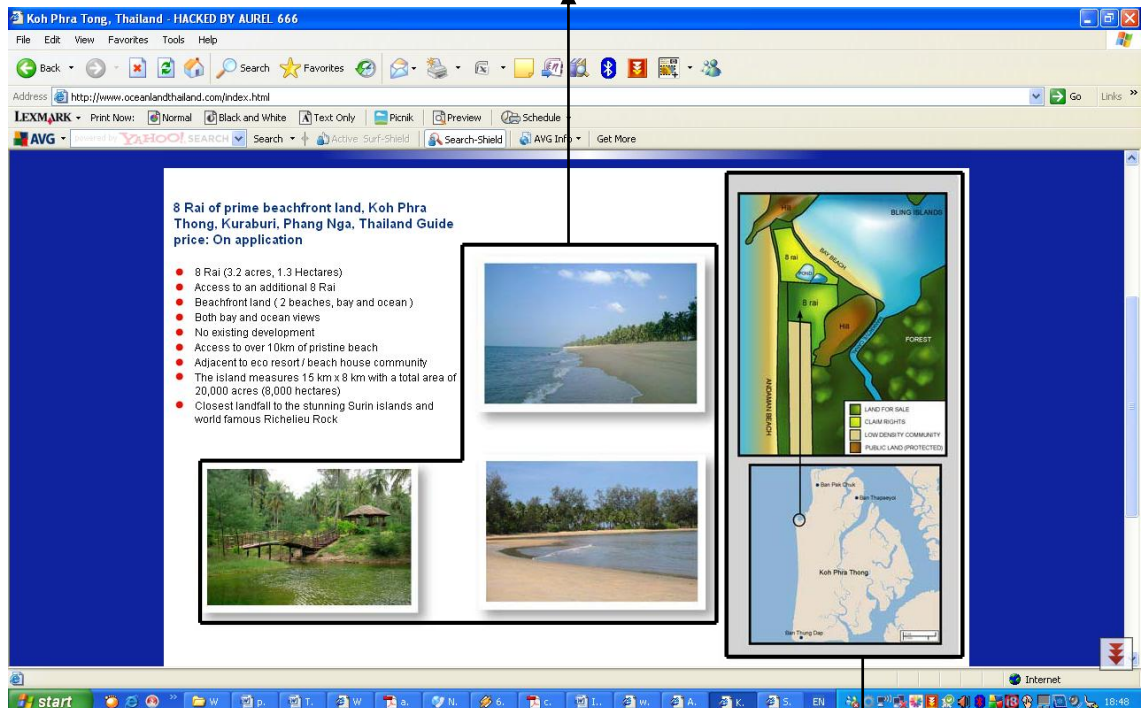 Koh Phra Tong, Thailand - HACKED BY AUREL 666
File Edit View Favorites Tools Help
Back Search Favorites
Address http://www.oceanlandthailand.com/index.html Go Links »
LEXMARK Print Now: Normal Black and White Text Only Picnik Preview Schedule
AVG powered by YAHOO! SEARCH Search Active Surf-Shield Search-Shield AVG Info Get More
8 Rai of prime beachfront land, Koh Phra
Thong, Kuraburi, Phang Nga, Thailand Guide
price: On application
8 Rai (3.2 acres, 1.3 Hectares)
Access to an additional 8 Rai
Beachfront land ( 2 beaches, bay and ocean )
Both bay and ocean views
No existing development
Access to over 10km of pristine beach
Adjacent to eco resort / beach house community
The island measures 15 km x 8 km with a total area of
20,000 acres (8,000 hectares)
Closest landfall to the stunning Surin islands and
world famous Richelieu Rock
Hill
BLING ISLANDS
BAY BEACH
8 rai
POND
8 rai
Hill
FOREST
ANDAMAN BEACH
LAND FOR SALE
CLAIM RIGHTS
LOW DENSITY COMMUNITY
PUBLIC LAND (PROTECTED)
Ban Pak Chuk
Ban Thapaeyoi
Koh Phra Thong
Ban Thung Day
Internet
start » W p. T. W a. N. 6. c. I.. w. A. K. S. EN 18:48